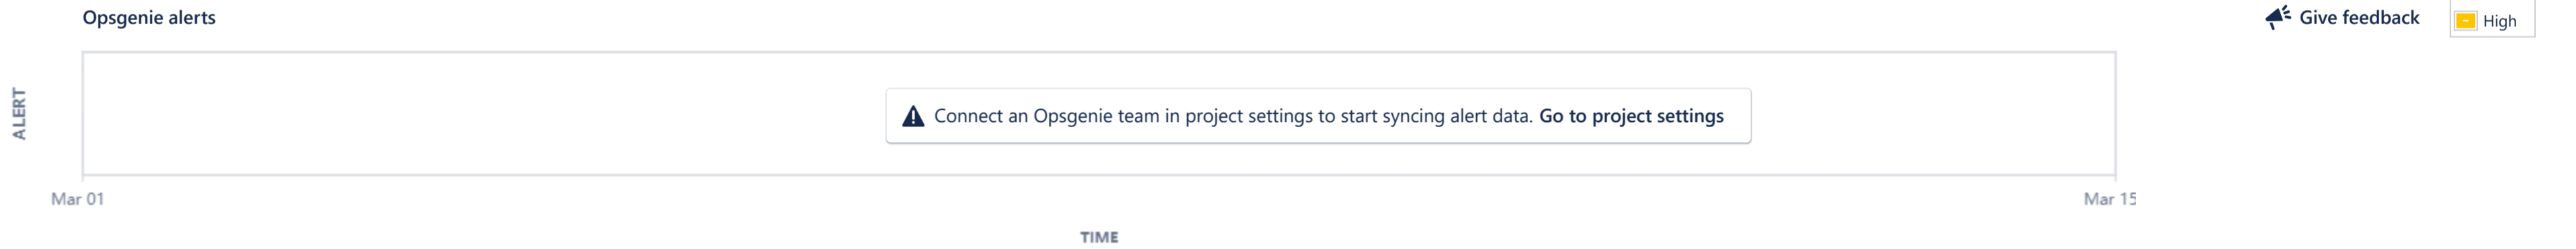 Opsgenie alerts
Give feedback
High
ALERT
Connect an Opsgenie team in project settings to start syncing alert data. Go to project settings
Mar 01
Mar 15
TIME